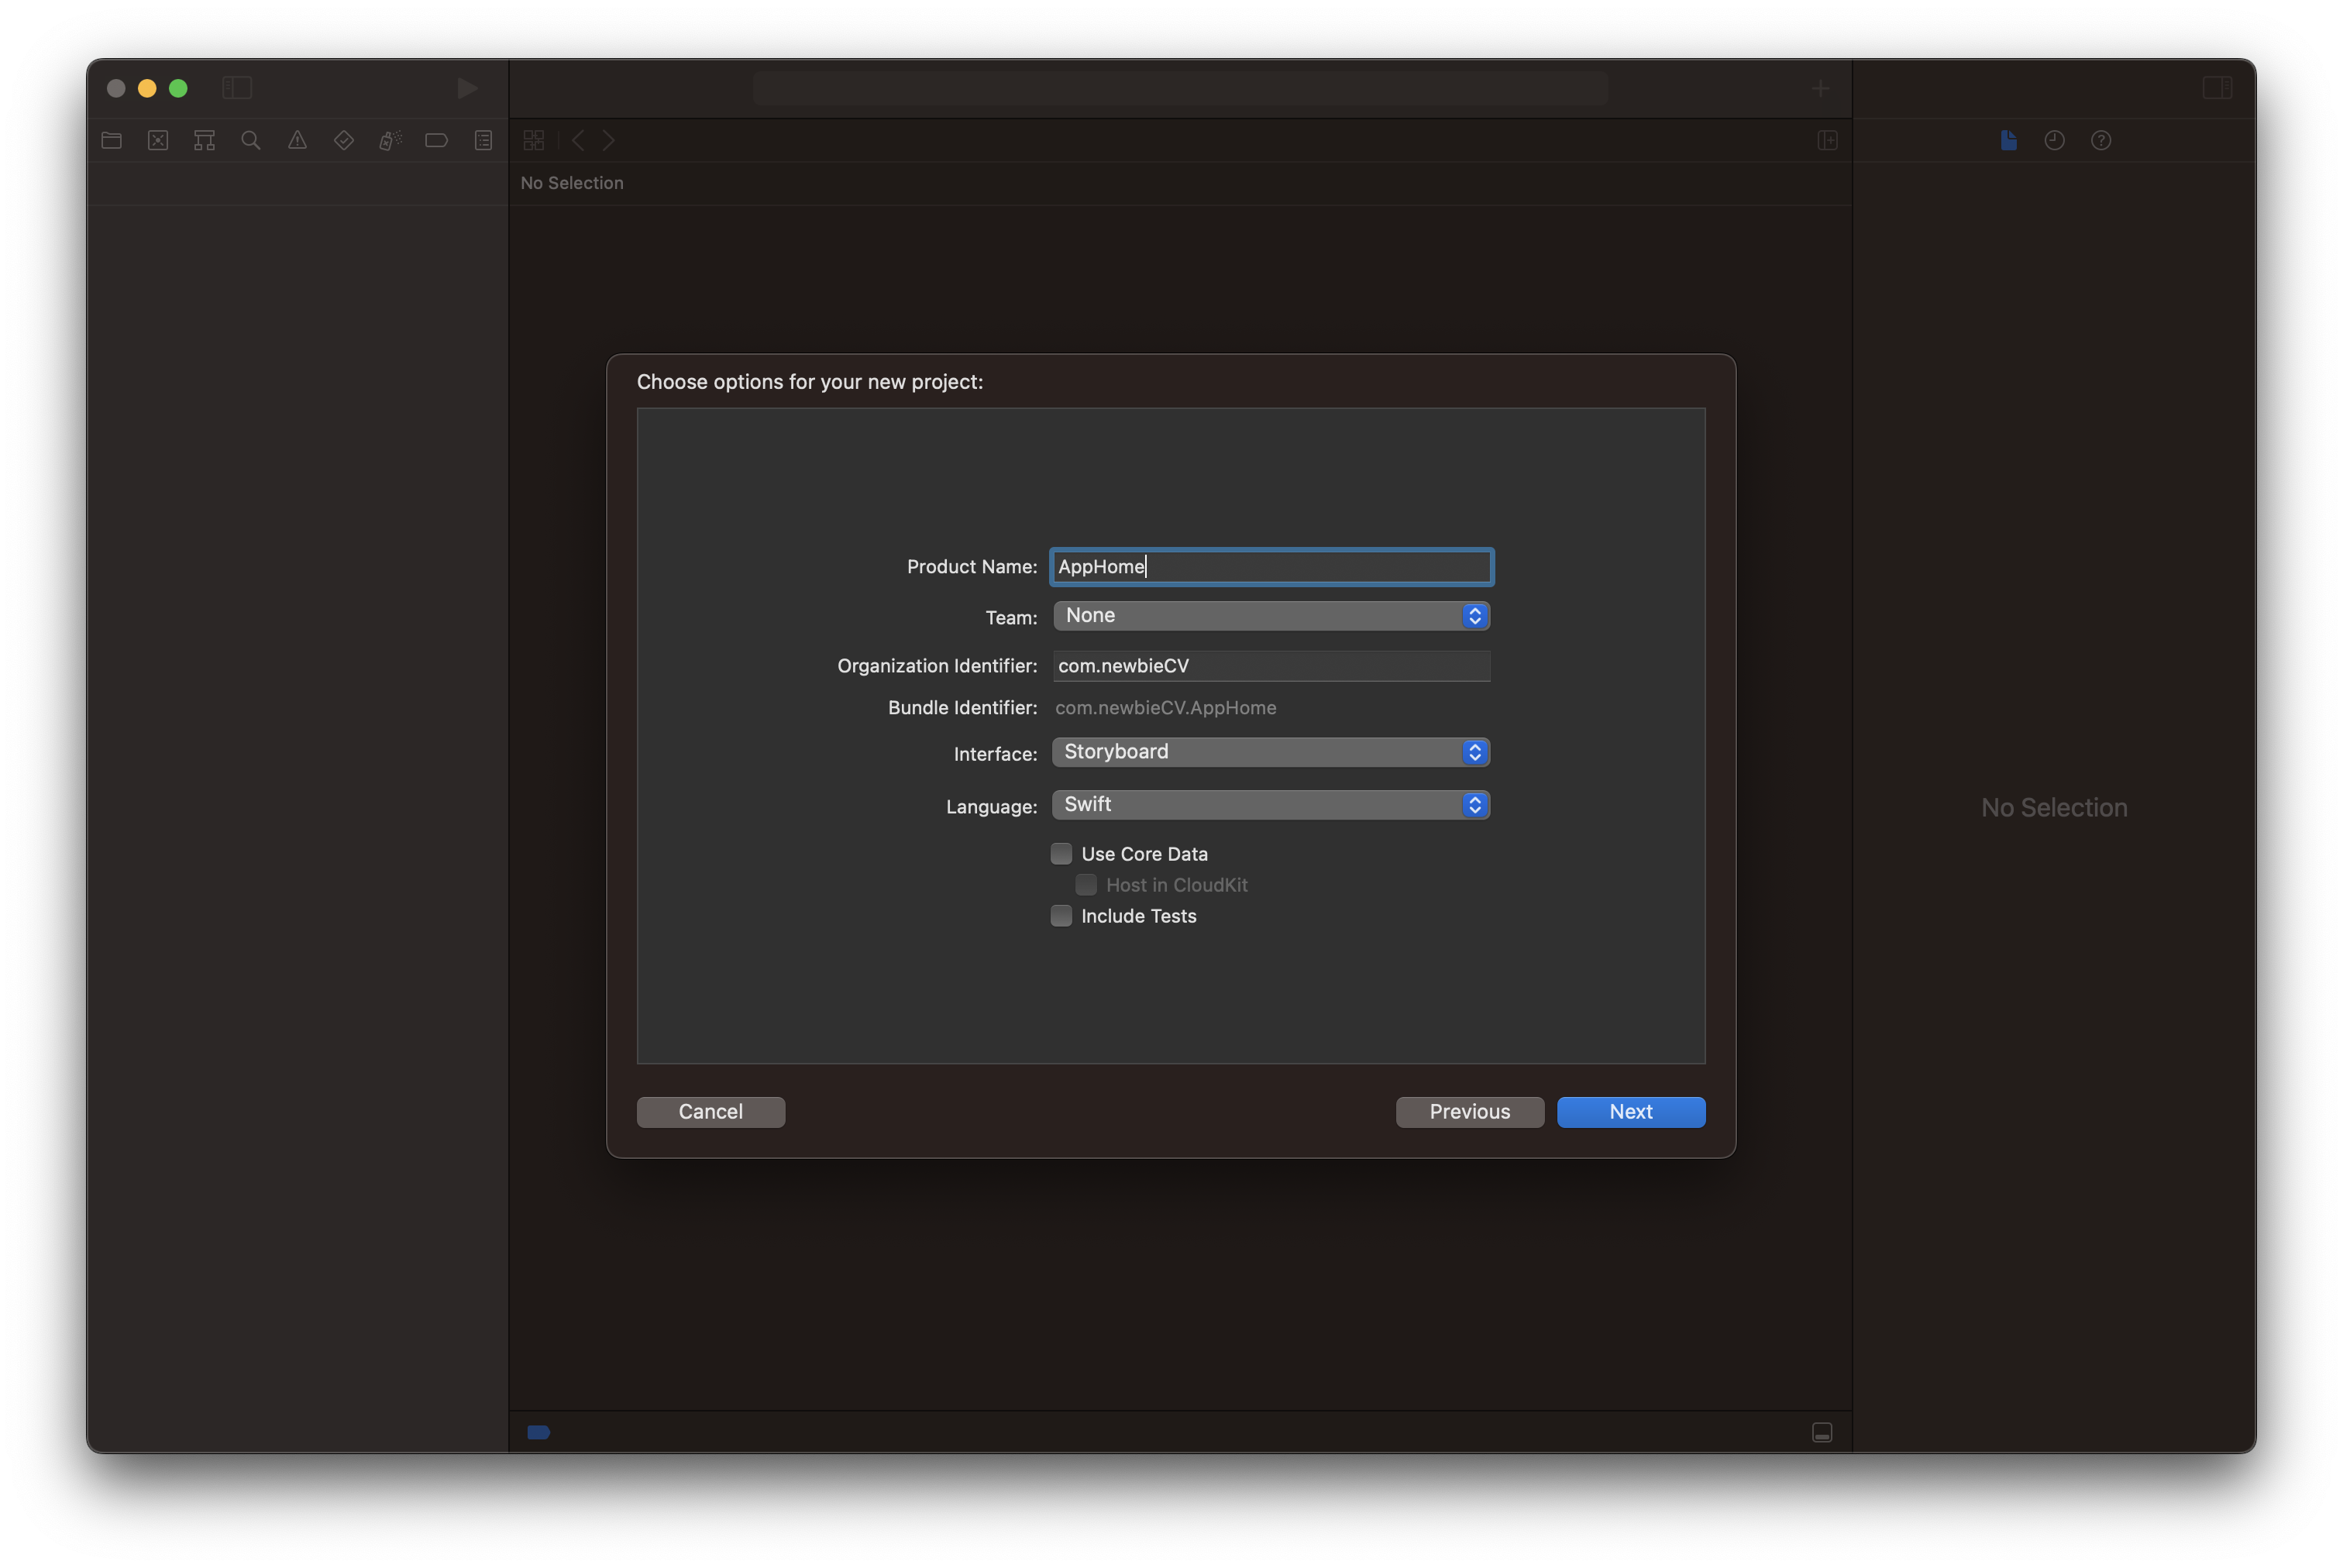 No Selection
Choose options for your new project:
Product Name: AppHome
Team: None
Organization Identifier: com.newbieCV
Bundle Identifier: com.newbieCV.AppHome
Interface: Storyboard
Language: Swift
Use Core Data
Host in CloudKit
Include Tests
Cancel Previous Next
No Selection